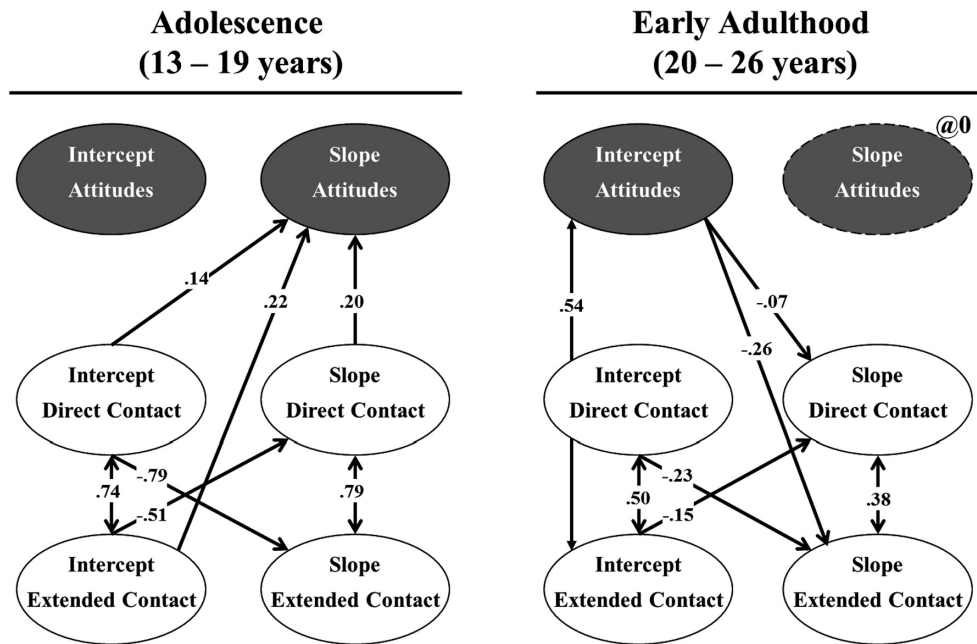 Adolescence
(13 – 19 years)
Intercept
Attitudes
Slope
Attitudes
.14
.22
.20
Intercept
Direct Contact
Slope
Direct Contact
.74
-.79
-.51
.79
Intercept
Extended Contact
Slope
Extended Contact
Early Adulthood
(20 – 26 years)
@0
Intercept
Attitudes
Slope
Attitudes
.54
-.07
-.26
Intercept
Direct Contact
Slope
Direct Contact
.50
-.23
-.15
.38
Intercept
Extended Contact
Slope
Extended Contact